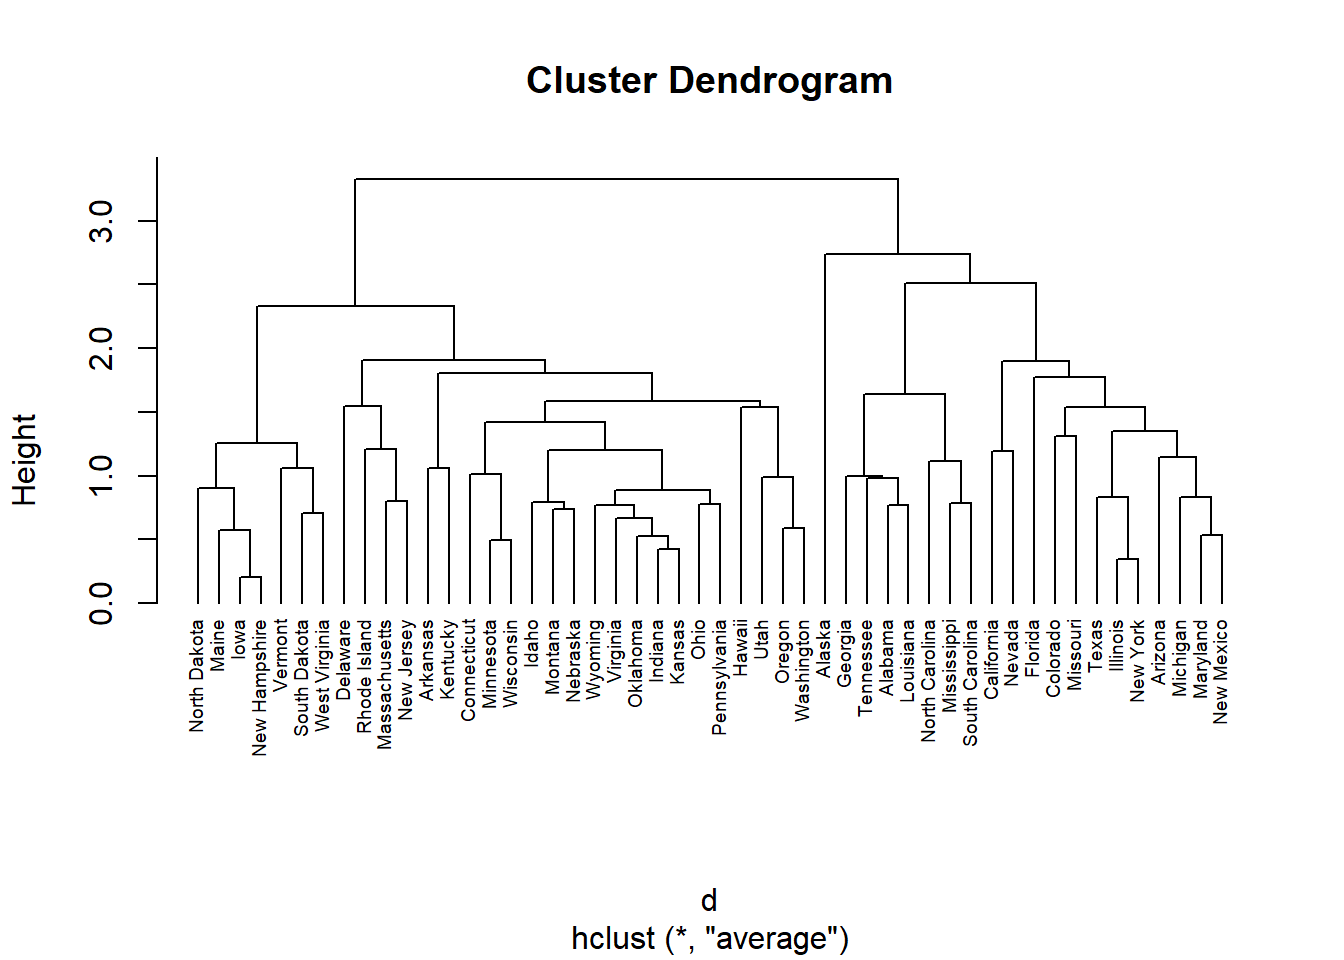 Cluster Dendrogram
Height
3.0
2.0
1.0
0.0
North Dakota
Maine
Iowa
New Hampshire
Vermont
South Dakota
West Virginia
Delaware
Rhode Island
Massachusetts
New Jersey
Arkansas
Kentucky
Connecticut
Minnesota
Wisconsin
Idaho
Montana
Nebraska
Wyoming
Virginia
Oklahoma
Indiana
Kansas
Ohio
Pennsylvania
Hawaii
Utah
Oregon
Washington
Alaska
Georgia
Tennessee
Alabama
Louisiana
North Carolina
Mississippi
South Carolina
California
Nevada
Florida
Colorado
Missouri
Texas
Illinois
New York
Arizona
Michigan
Maryland
New Mexico
d
hclust (*, "average")